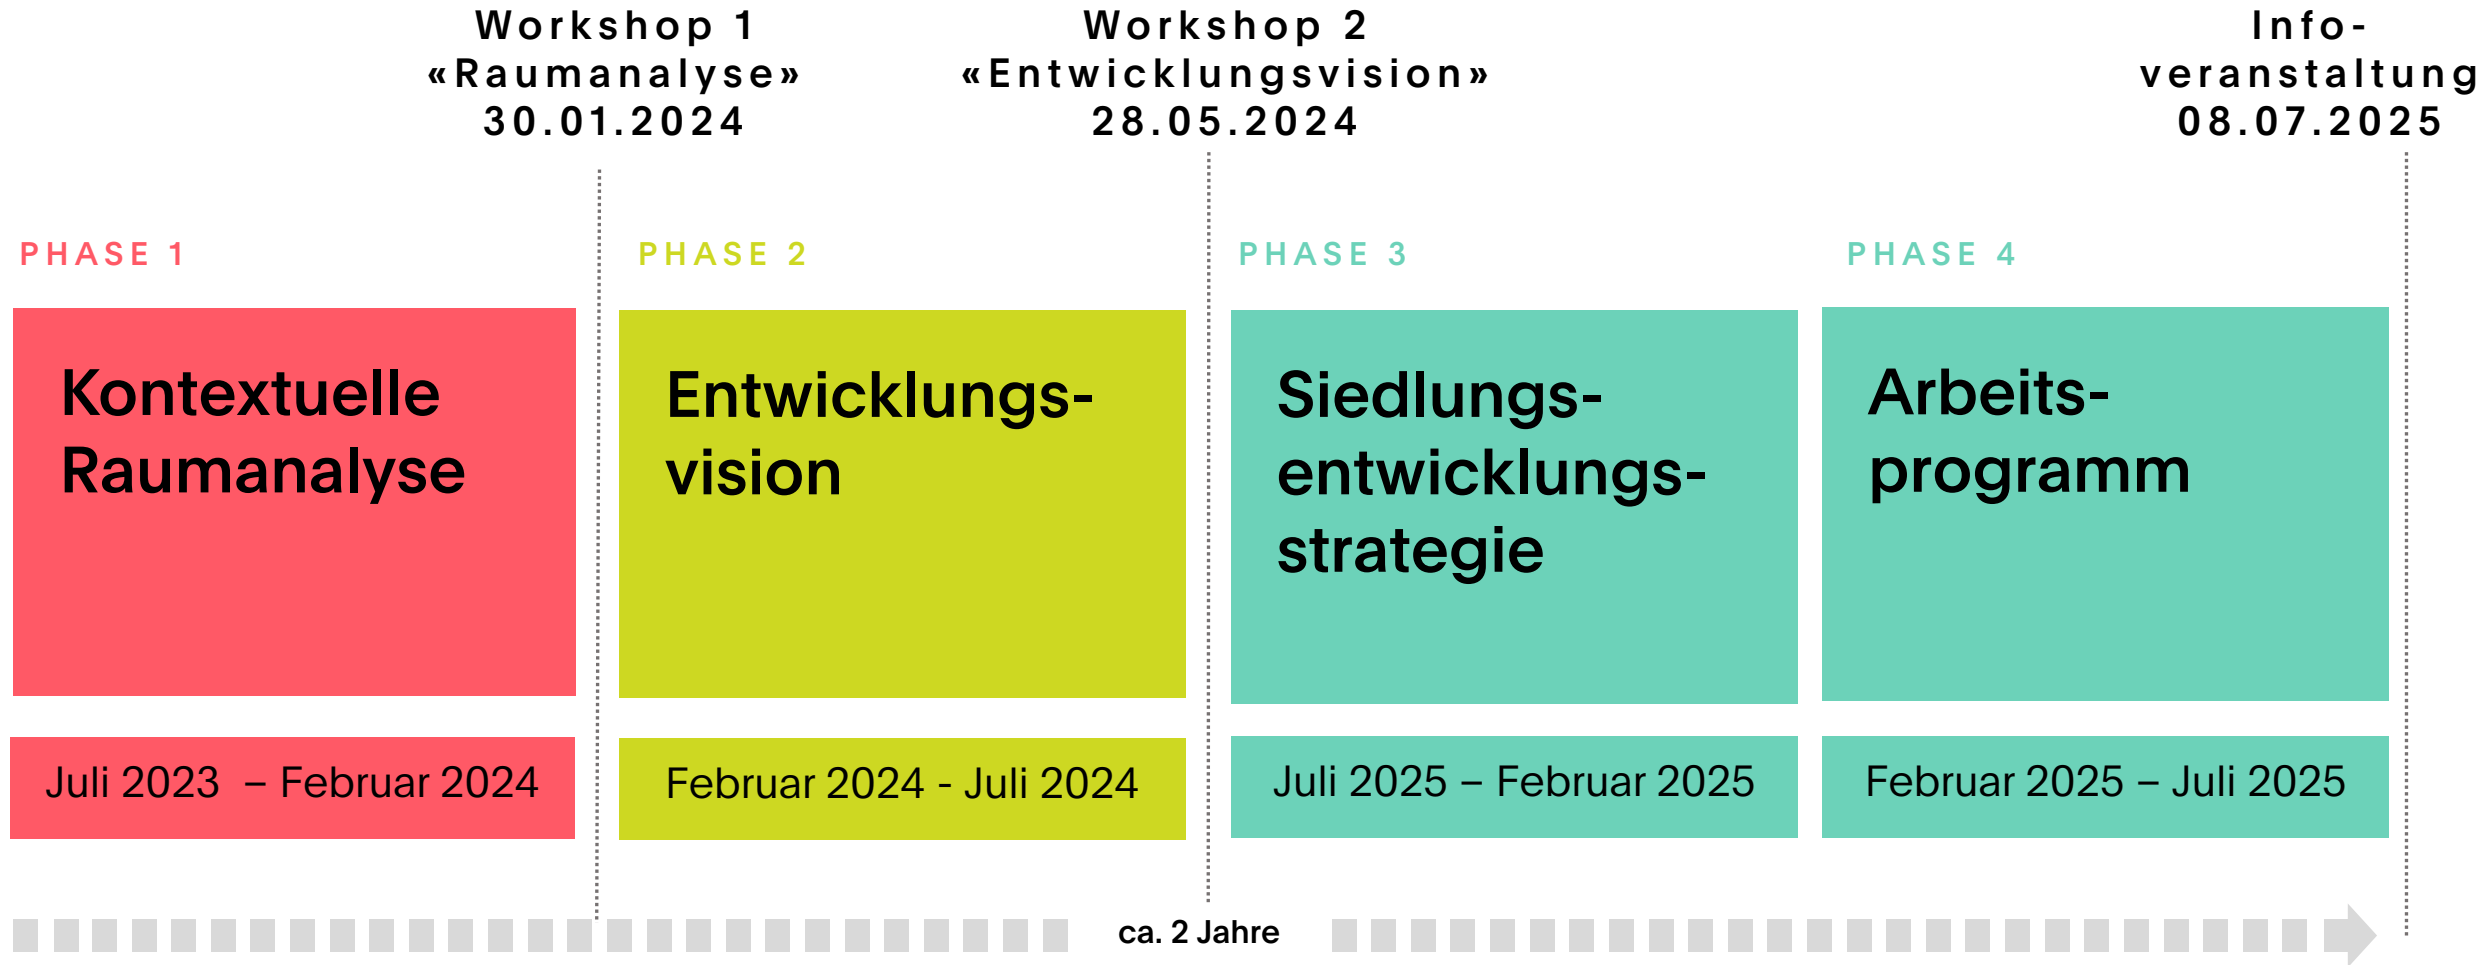 Workshop 1
«Raumanalyse»
30.01.2024
Workshop 2
«Entwicklungsvision»
28.05.2024
Info-
veranstaltung
08.07.2025
PHASE 1
PHASE 2
PHASE 3
PHASE 4
Kontextuelle
Raumanalyse
Entwicklungs-
vision
Siedlungs-
entwicklungs-
strategie
Arbeits-
programm
Juli 2023 – Februar 2024
Februar 2024 - Juli 2024
Juli 2025 – Februar 2025
Februar 2025 – Juli 2025
ca. 2 Jahre